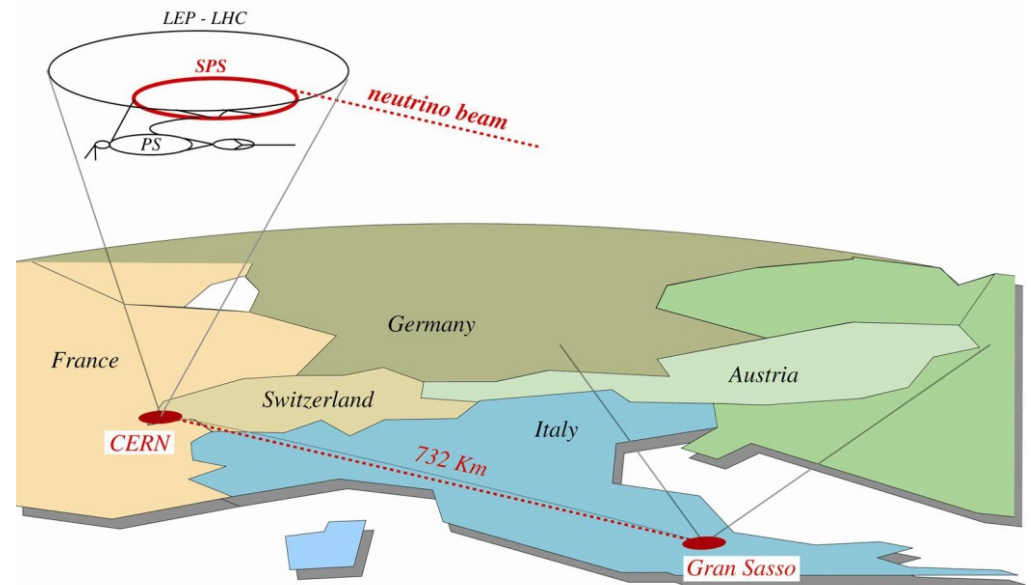 LEP - LHC
SPS
neutrino beam
PS
Germany
France
Austria
Switzerland
Italy
CERN
732 Km
Gran Sasso